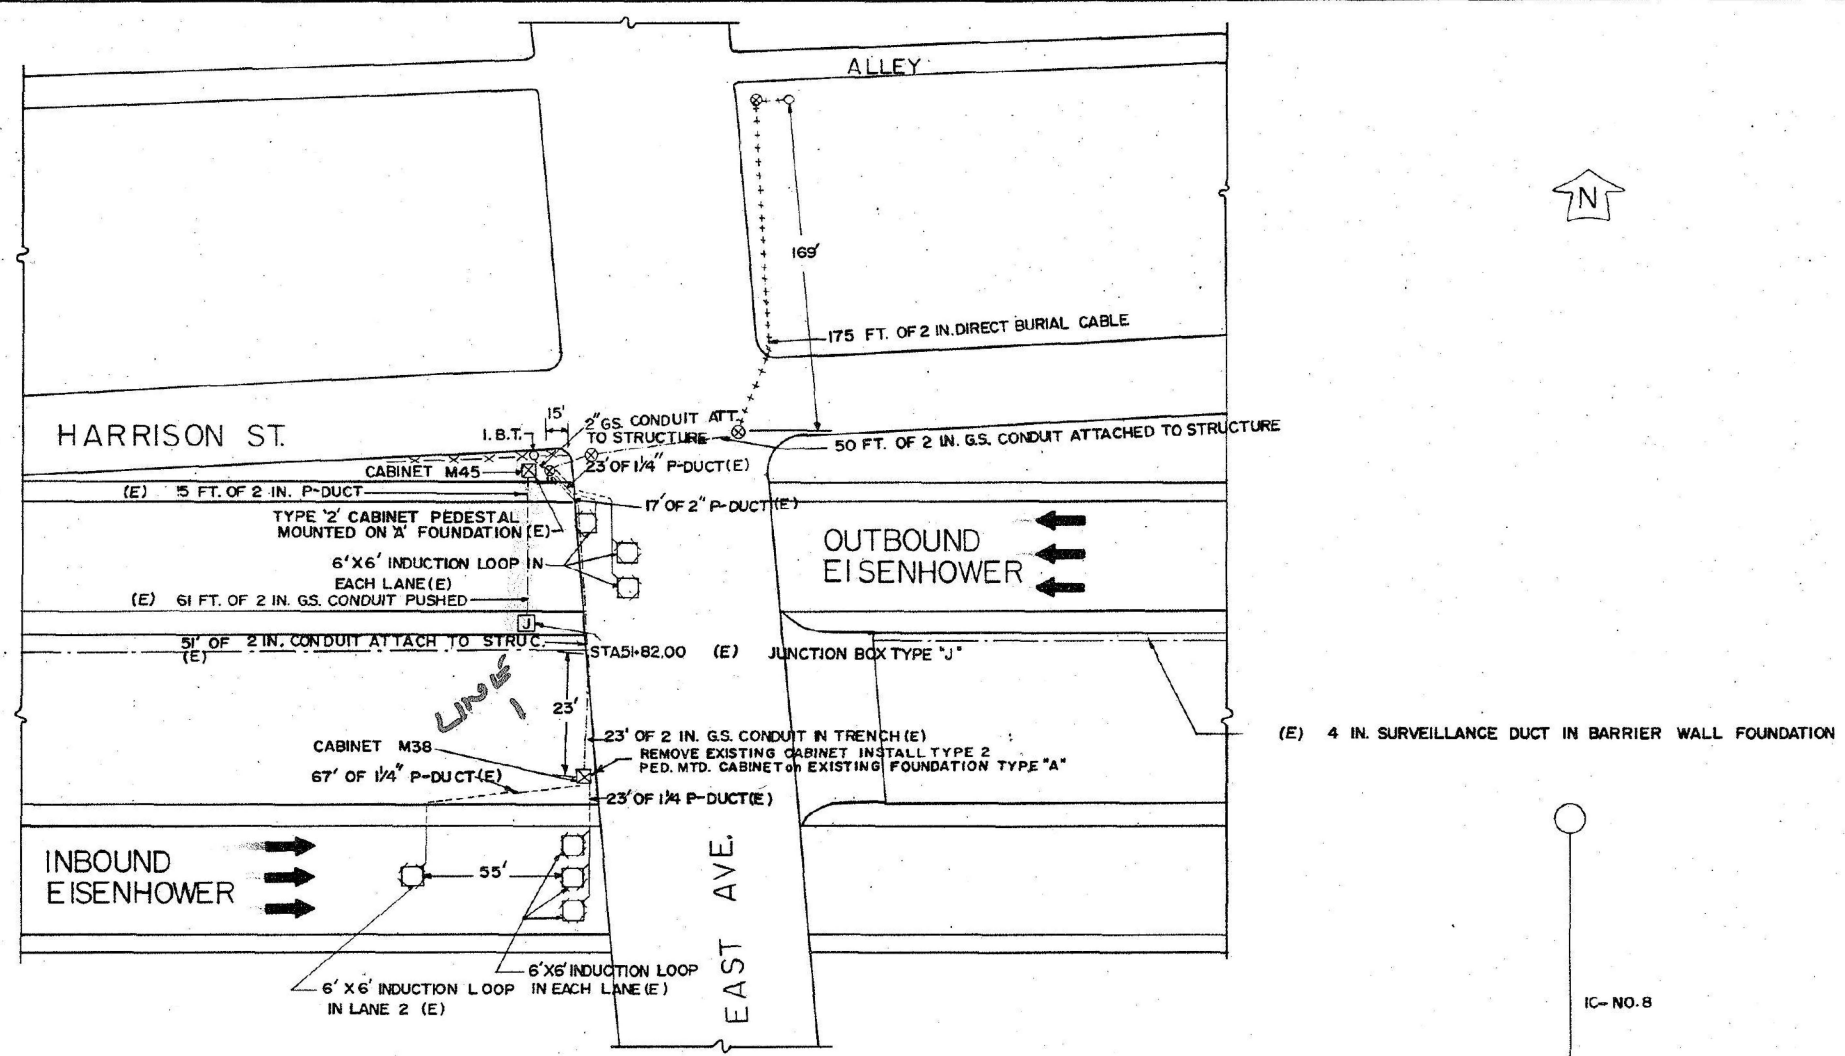 ALLEY
N
169'
175 FT. OF 2 IN. DIRECT BURIAL CABLE
HARRISON ST.
15'
I.B.T.
2" GS. CONDUIT ATT.
TO STRUCTURE
50 FT. OF 2 IN. G.S. CONDUIT ATTACHED TO STRUCTURE
CABINET M45
23' OF 1 1/4" P-DUCT (E)
(E) 15 FT. OF 2 IN. P-DUCT
17' OF 2" P-DUCT (E)
TYPE '2' CABINET PEDESTAL
MOUNTED ON 'A' FOUNDATION (E)
6'X6' INDUCTION LOOP IN
EACH LANE (E)
OUTBOUND
EISENHOWER
(E) 61 FT. OF 2 IN. GS. CONDUIT PUSHED
J
51' OF 2 IN. CONDUIT ATTACH TO STRUC.
(E)
STA51+82.00 (E) JUNCTION BOX TYPE "J"
LINE
1
23'
23' OF 2 IN. G.S. CONDUIT IN TRENCH (E)
(E) 4 IN. SURVEILLANCE DUCT IN BARRIER WALL FOUNDATION
CABINET M38
REMOVE EXISTING CABINET INSTALL TYPE 2
PED. MTD. CABINET on EXISTING FOUNDATION TYPE "A"
67' OF 1 1/4" P-DUCT (E)
23' OF 1 1/4 P-DUCT (E)
INBOUND
EISENHOWER
55'
EAST AVE.
6'X6' INDUCTION LOOP
IN EACH LANE (E)
6' X 6' INDUCTION LOOP
IN LANE 2 (E)
IC-NO. 8